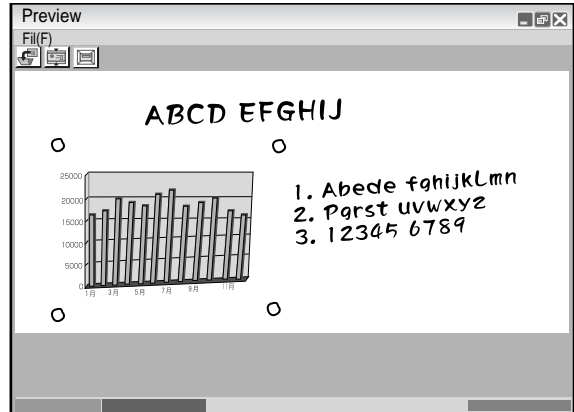 Preview
Fil(F)
ABCD EFGHIJ
25000
20000
15000
10000
5000
0
1月 3月 5月 7月 9月 11月
1. Abede fghijkLmn
2. Pqrst uvwxyz
3. 12345 6789